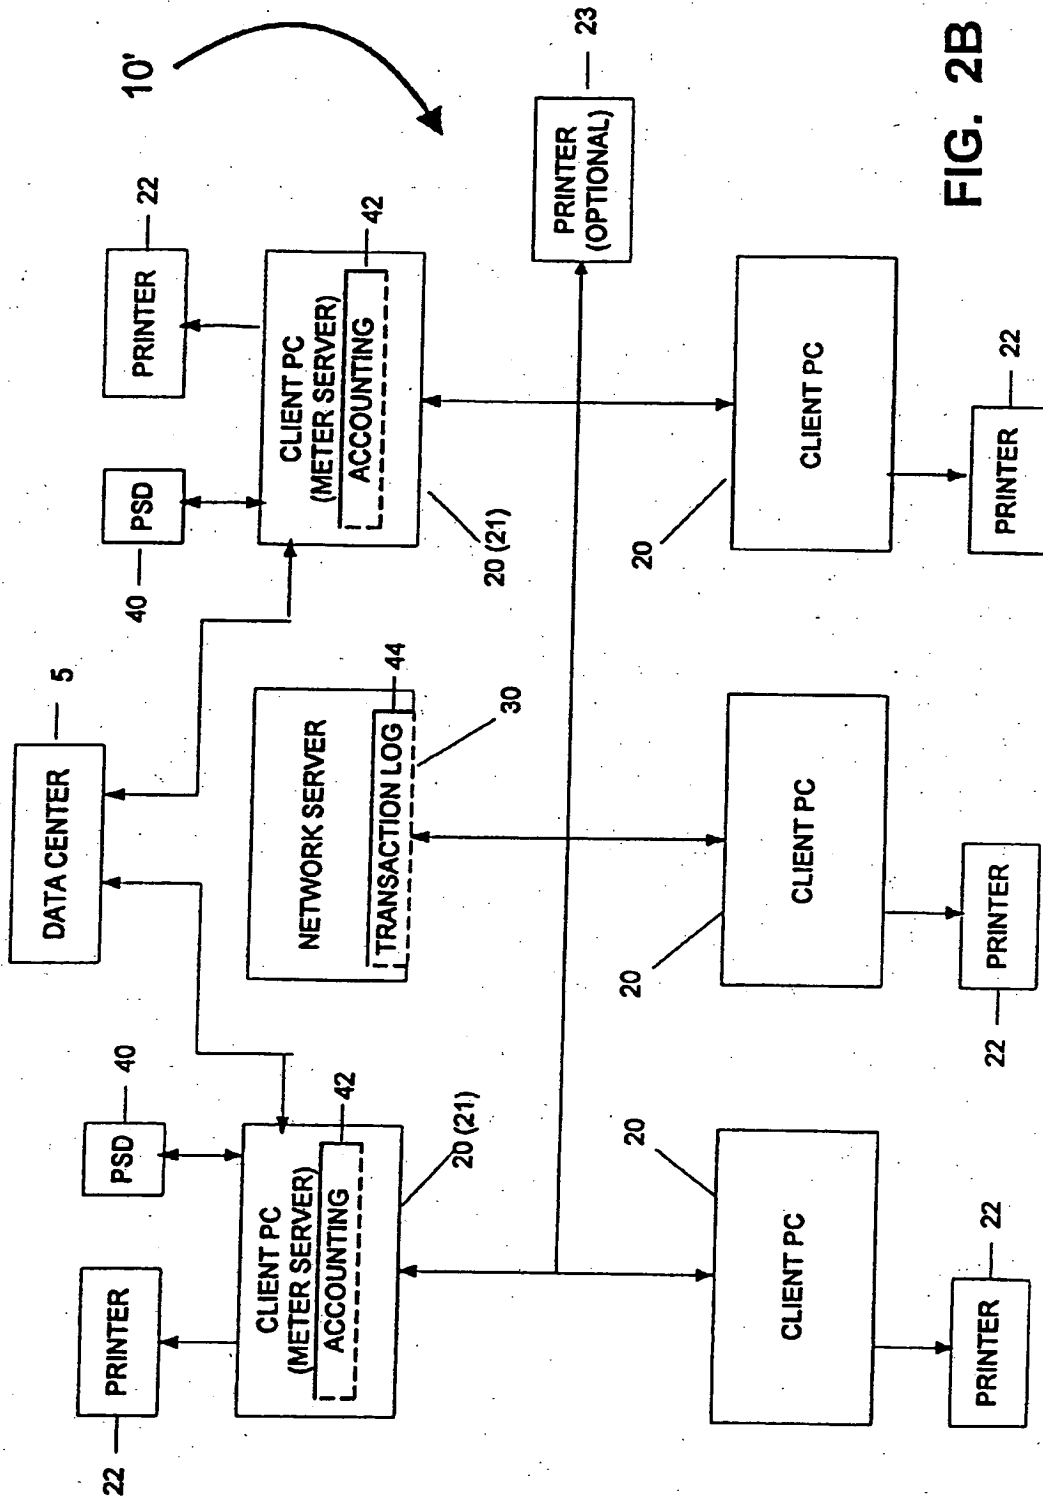 10'
5
DATA CENTER
22
PRINTER
PSD
40
40
PSD
PRINTER
22
CLIENT PC
(METER SERVER)
ACCOUNTING
42
20 (21)
NETWORK SERVER
TRANSACTION LOG
44
30
CLIENT PC
(METER SERVER)
ACCOUNTING
42
20 (21)
PRINTER
(OPTIONAL)
23
20
CLIENT PC
20
CLIENT PC
20
CLIENT PC
PRINTER
22
22
PRINTER
PRINTER
22
FIG. 2B